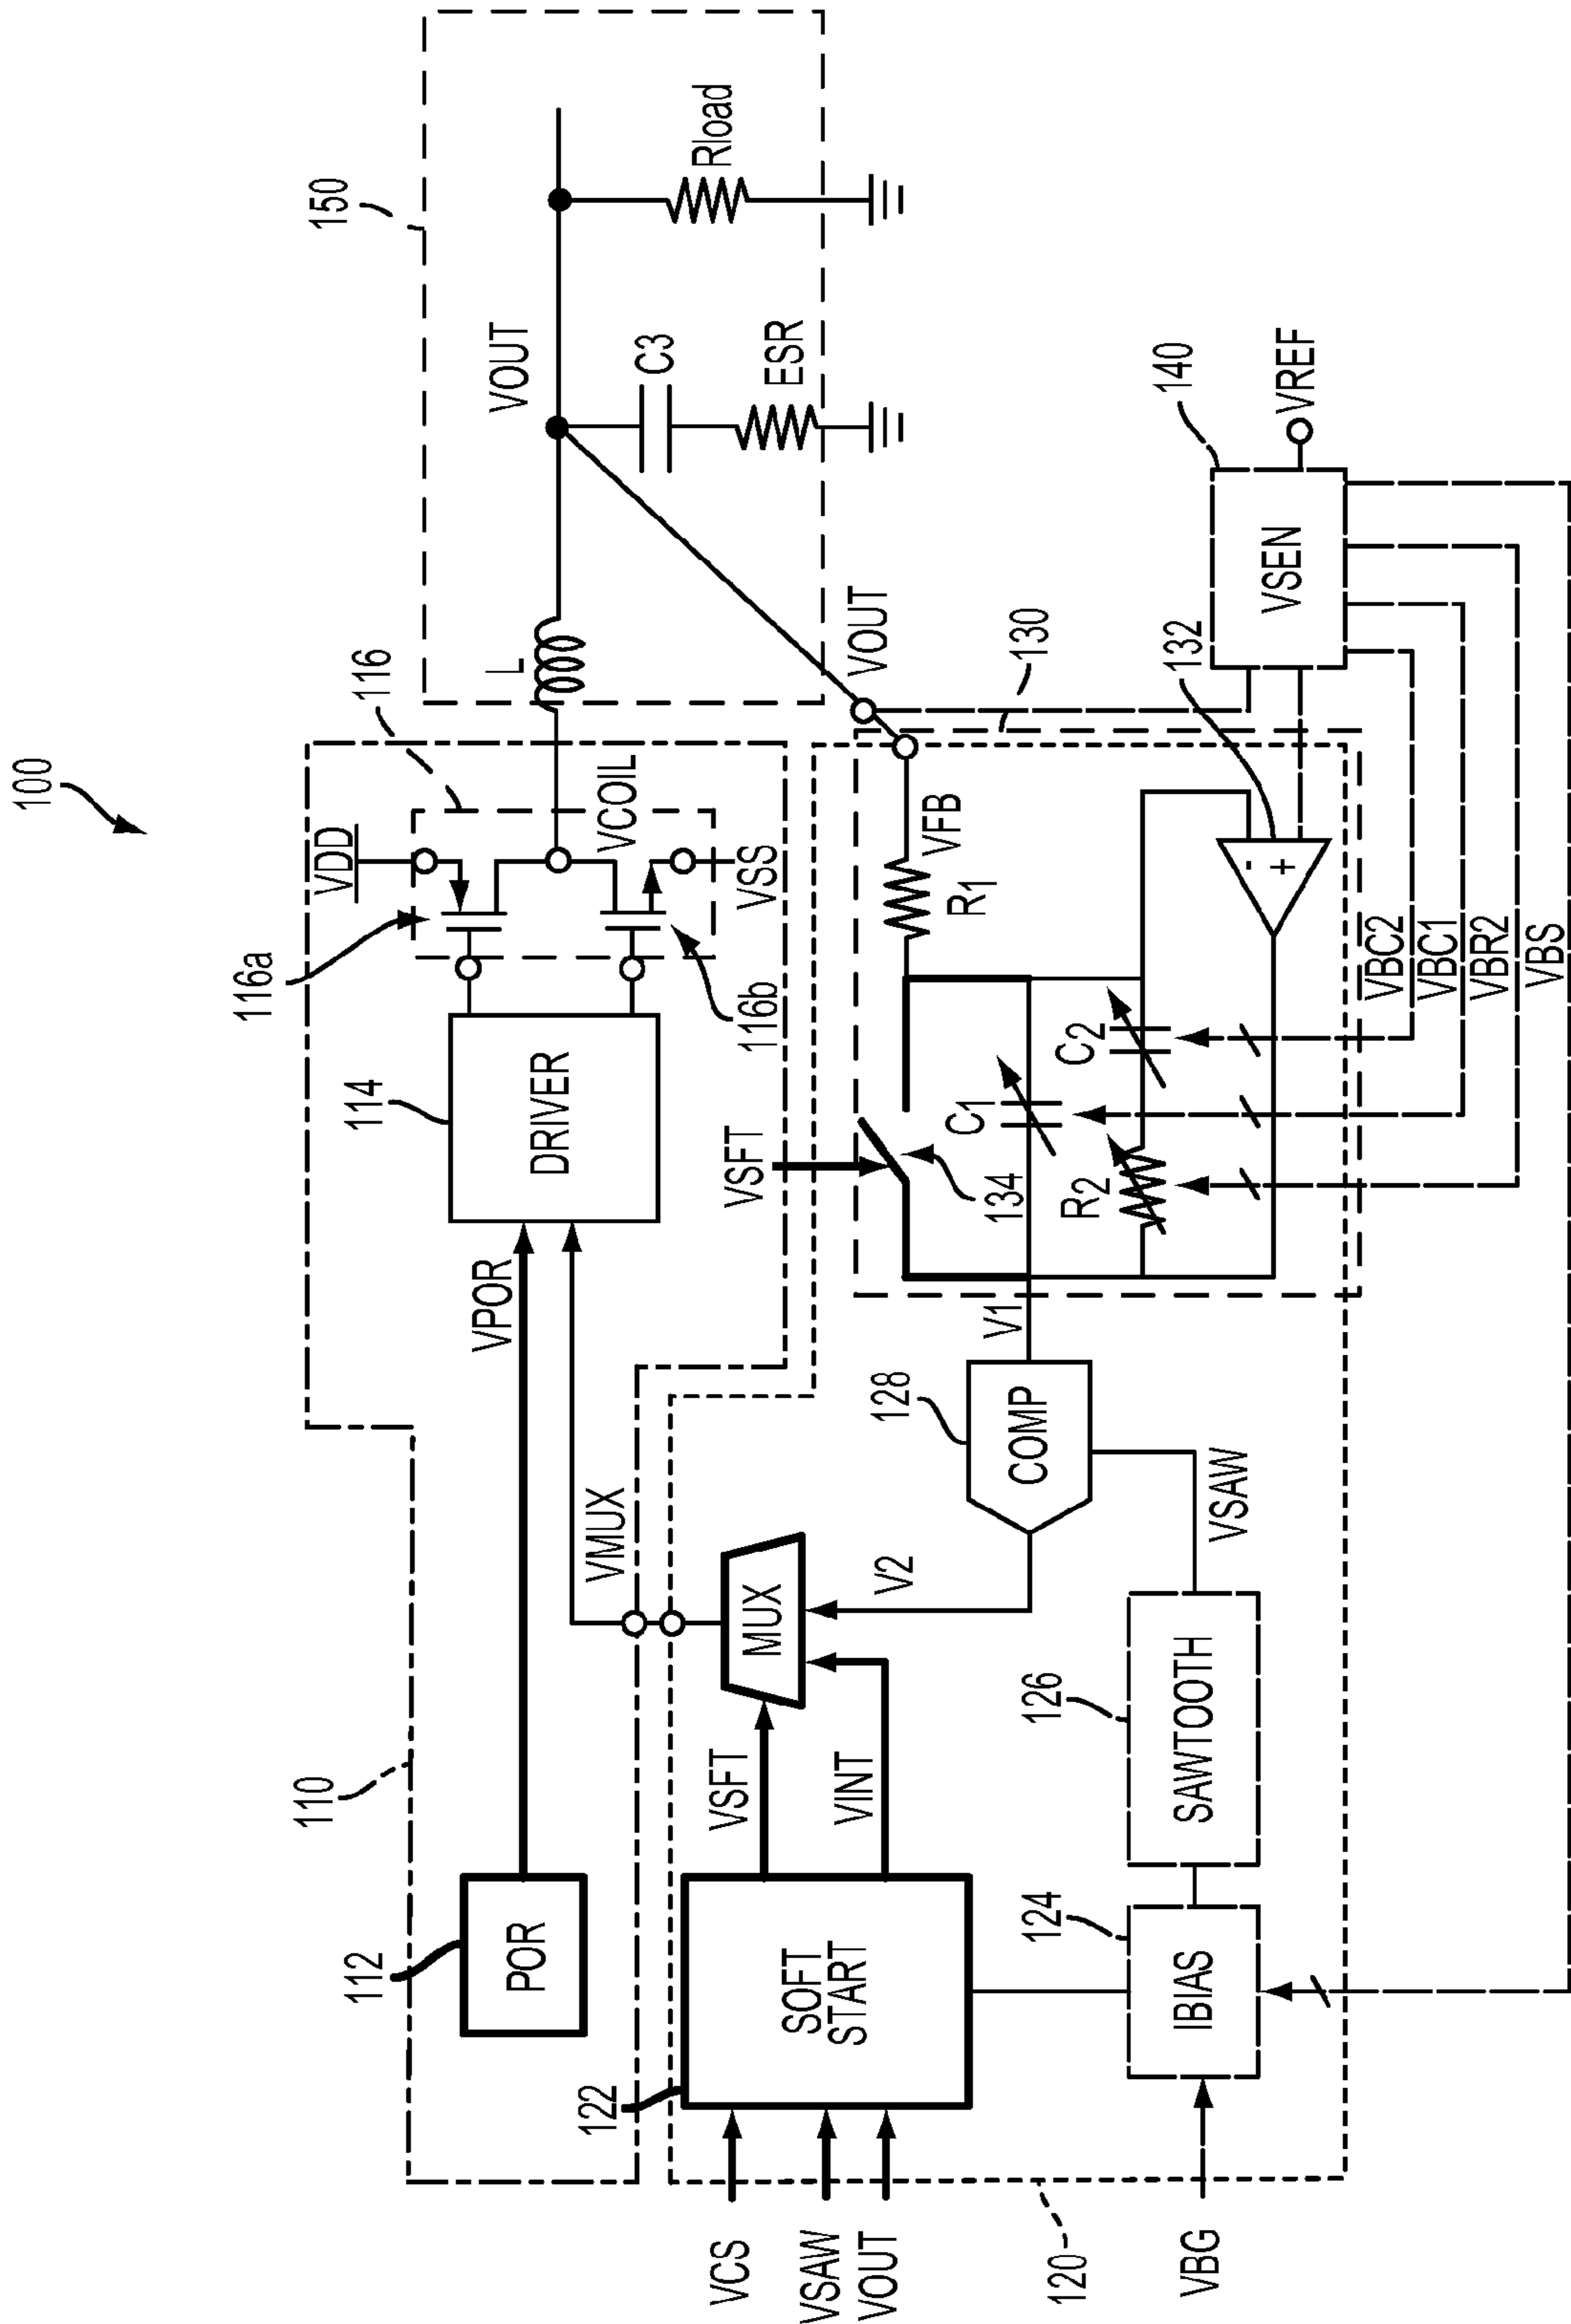 100
110
112
POR
VPOR
114
DRIVER
116
116a
116b
VDD
VCOIL
VSS
150
L
VOUT
C3
ESR
Rload
VMUX
120
122
SOFT
START
VCS
VSAW
VOUT
VSFT
VINT
MUX
V2
128
COMP
V1
VSAW
124
IBIAS
VBG
126
SAWTOOTH
VSFT
134
130
VOUT
VFB
R1
C1
C2
R2
132
-
+
140
VSEN
VREF
VBC2
VBC1
VBR2
VBS